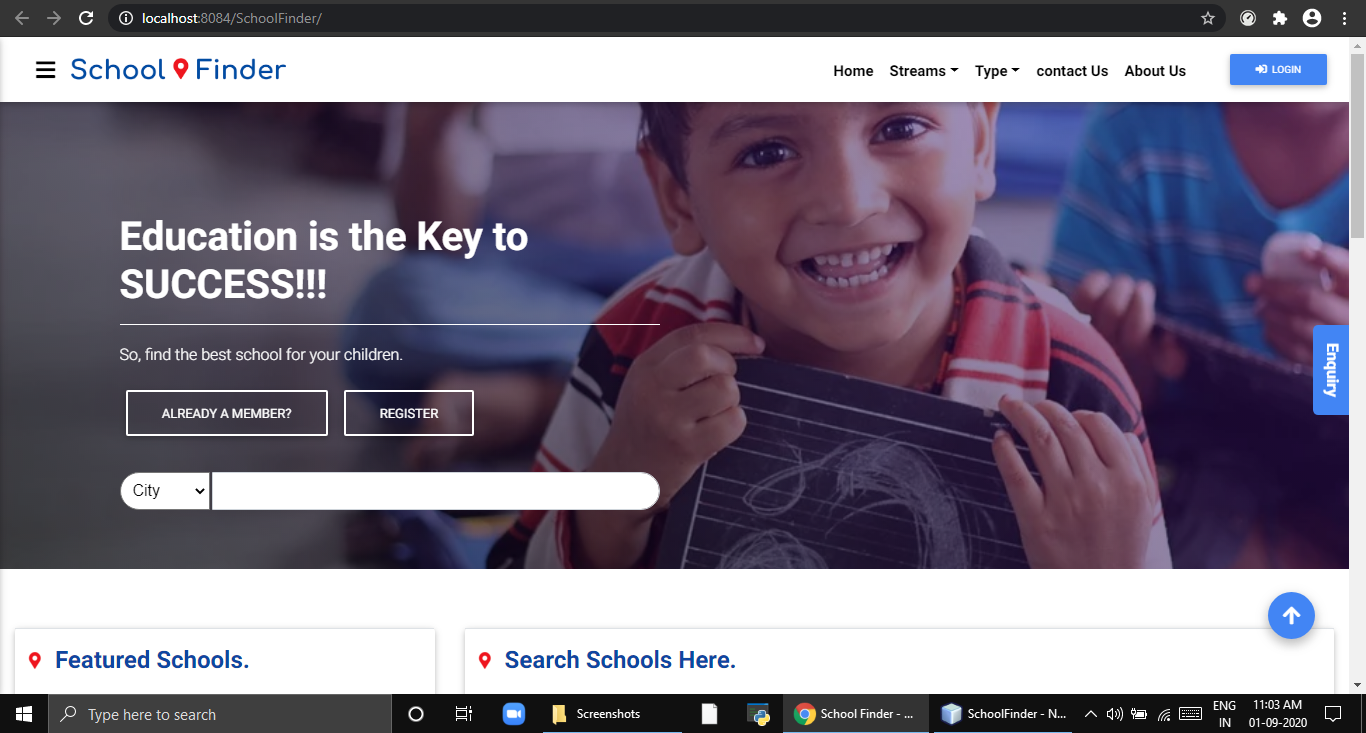 localhost:8084/SchoolFinder/
School Finder
Home Streams Type contact Us About Us LOGIN
Education is the Key to
SUCCESS!!!
So, find the best school for your children.
ALREADY A MEMBER? REGISTER
City
Enquiry
Featured Schools. Search Schools Here.
Type here to search Screenshots School Finder - ... SchoolFinder - N... ENG 11:03 AM
IN 01-09-2020